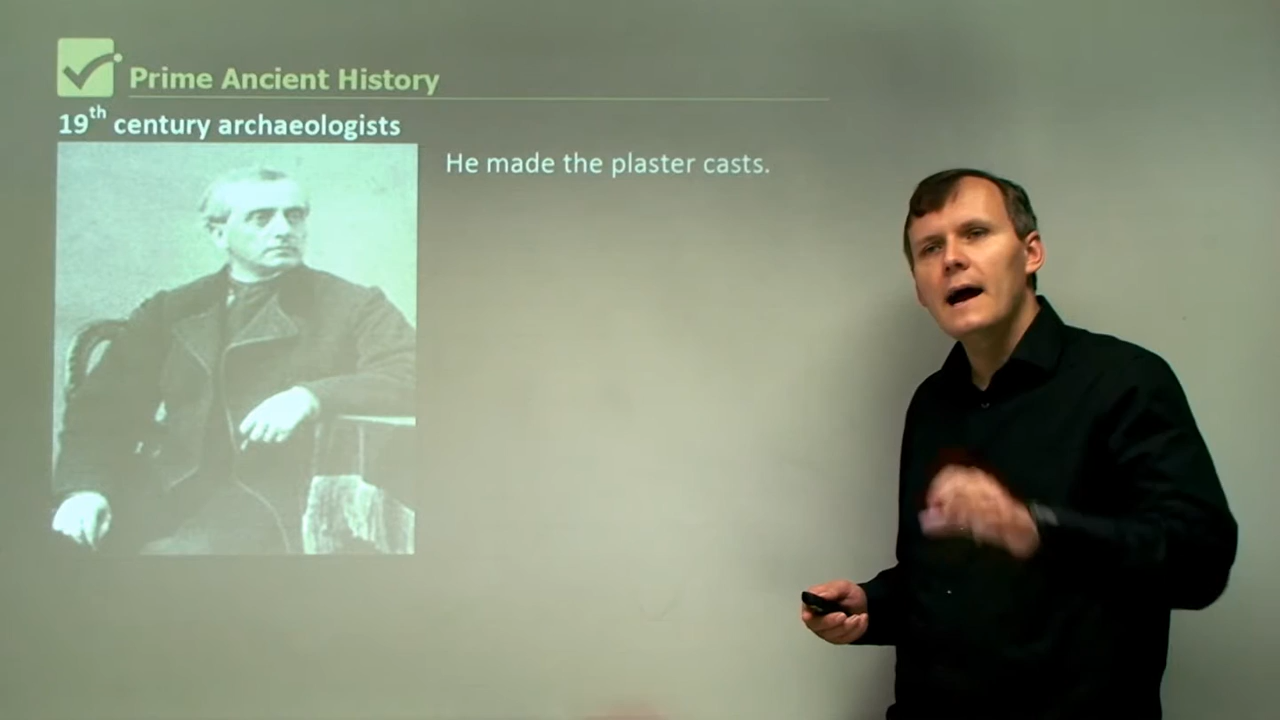 Prime Ancient History
19th century archaeologists
He made the plaster casts.